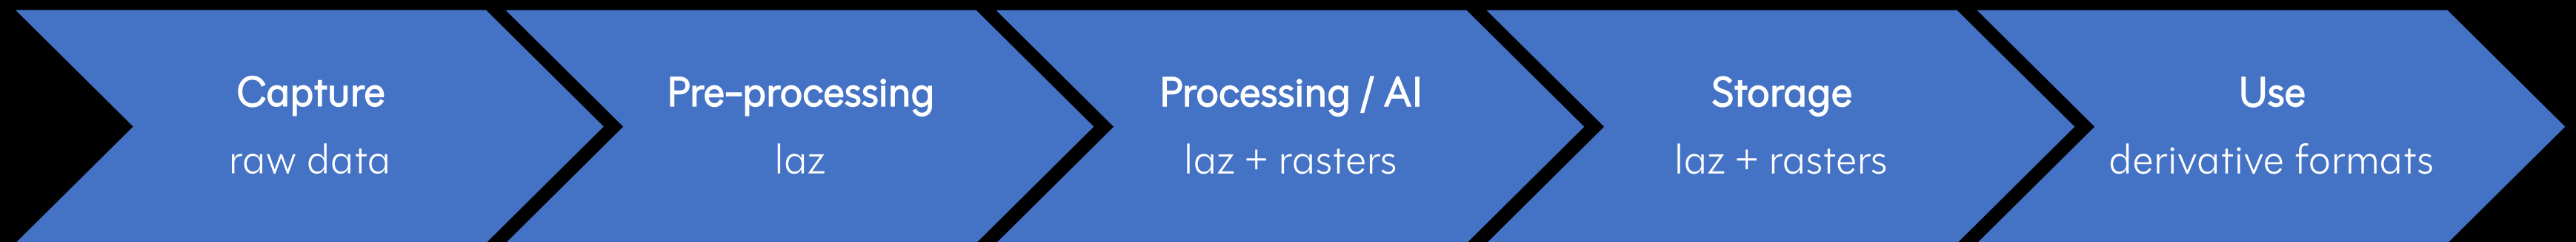 Capture
raw data
Pre-processing
laz
Processing / AI
laz + rasters
Storage
laz + rasters
Use
derivative formats